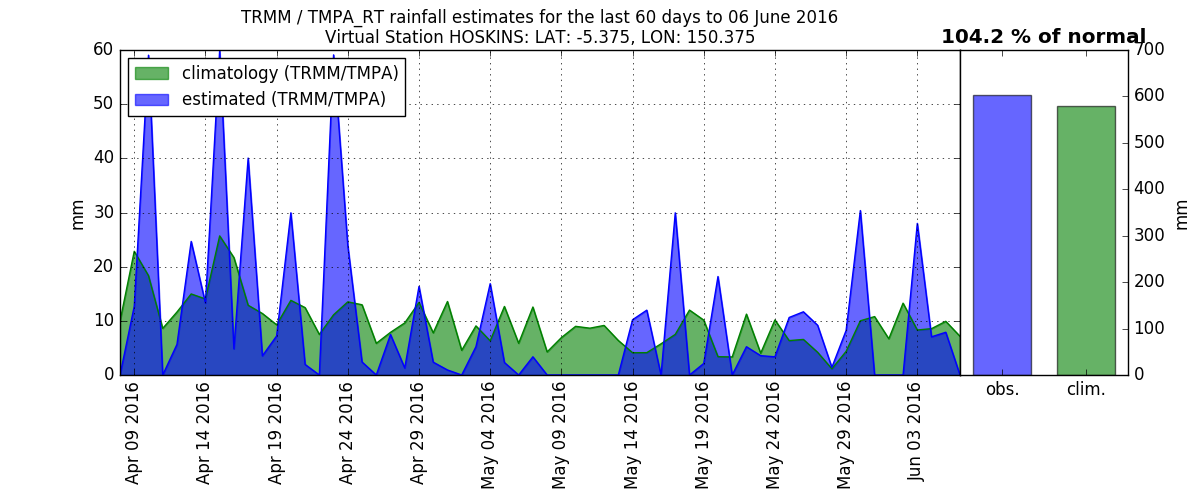 TRMM / TMPA_RT rainfall estimates for the last 60 days to 06 June 2016
Virtual Station HOSKINS: LAT: -5.375, LON: 150.375
104.2 % of normal
climatology (TRMM/TMPA)
estimated (TRMM/TMPA)
mm
60
50
40
30
20
10
0
Apr 09 2016
Apr 14 2016
Apr 19 2016
Apr 24 2016
Apr 29 2016
May 04 2016
May 09 2016
May 14 2016
May 19 2016
May 24 2016
May 29 2016
Jun 03 2016
obs.
clim.
700
600
500
400
300
200
100
0
mm